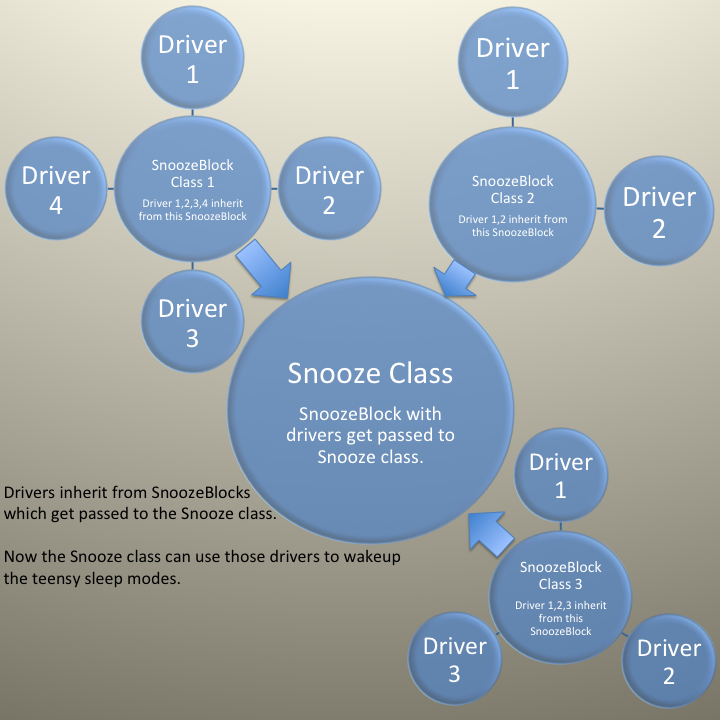 Driver
1
Driver
4
SnoozeBlock
Class 1
Driver 1,2,3,4 inherit
from this SnoozeBlock
Driver
2
Driver
3
Driver
1
SnoozeBlock
Class 2
Driver 1,2 inherit from
this SnoozeBlock
Driver
2
Snooze Class
SnoozeBlock with
drivers get passed to
Snooze class.
Drivers inherit from SnoozeBlocks
which get passed to the Snooze class.
Now the Snooze class can use those drivers to wakeup
the teensy sleep modes.
Driver
1
SnoozeBlock
Class 3
Driver 1,2,3 inherit
from this
SnoozeBlock
Driver
3
Driver
2